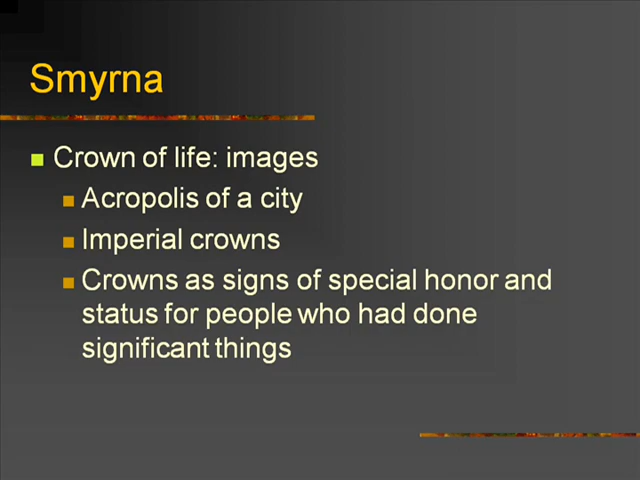 Smyrna
Crown of life: images
Acropolis of a city
Imperial crowns
Crowns as signs of special honor and
status for people who had done
significant things